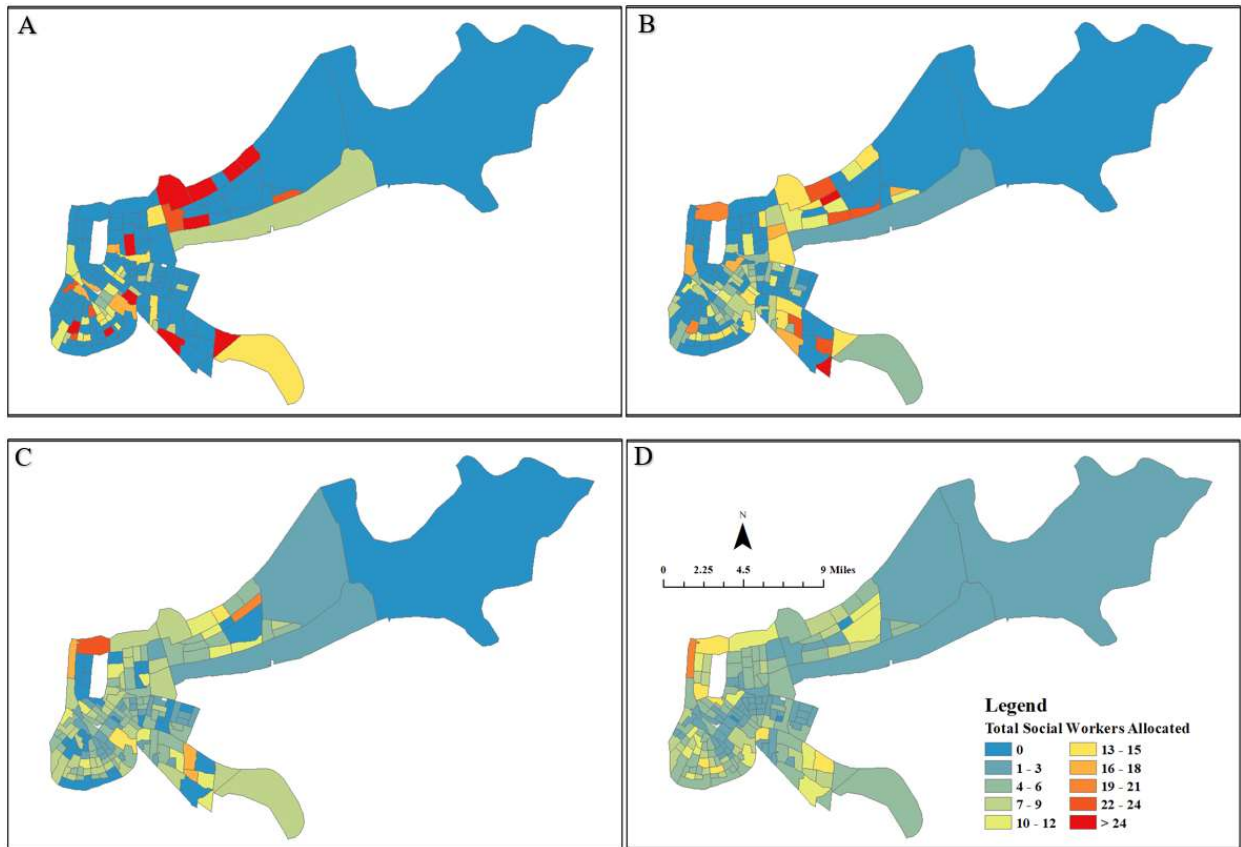 A
B
C
D
N
0 2.25 4.5 9 Miles
Legend
Total Social Workers Allocated
0 13 - 15
1 - 3 16 - 18
4 - 6 19 - 21
7 - 9 22 - 24
10 - 12 > 24